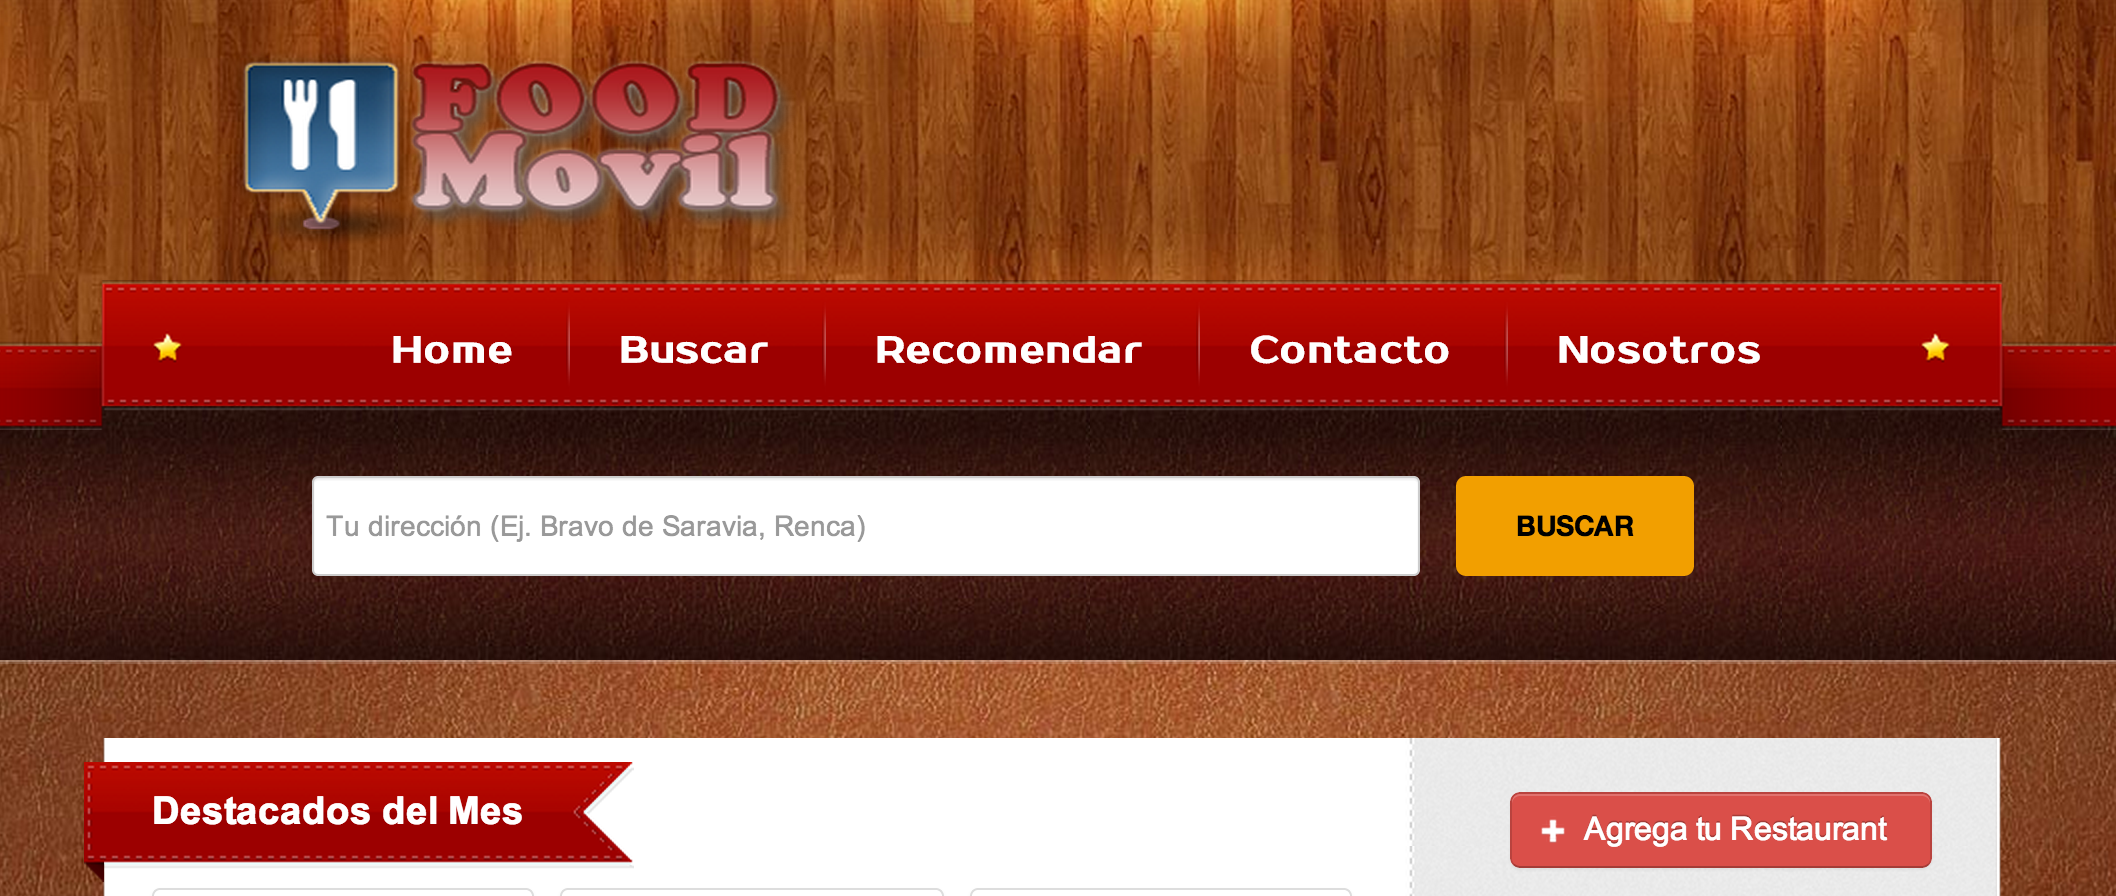 FOOD
Movil
Home
Buscar
Recomendar
Contacto
Nosotros
Tu dirección (Ej. Bravo de Saravia, Renca)
BUSCAR
Destacados del Mes
Agrega tu Restaurant